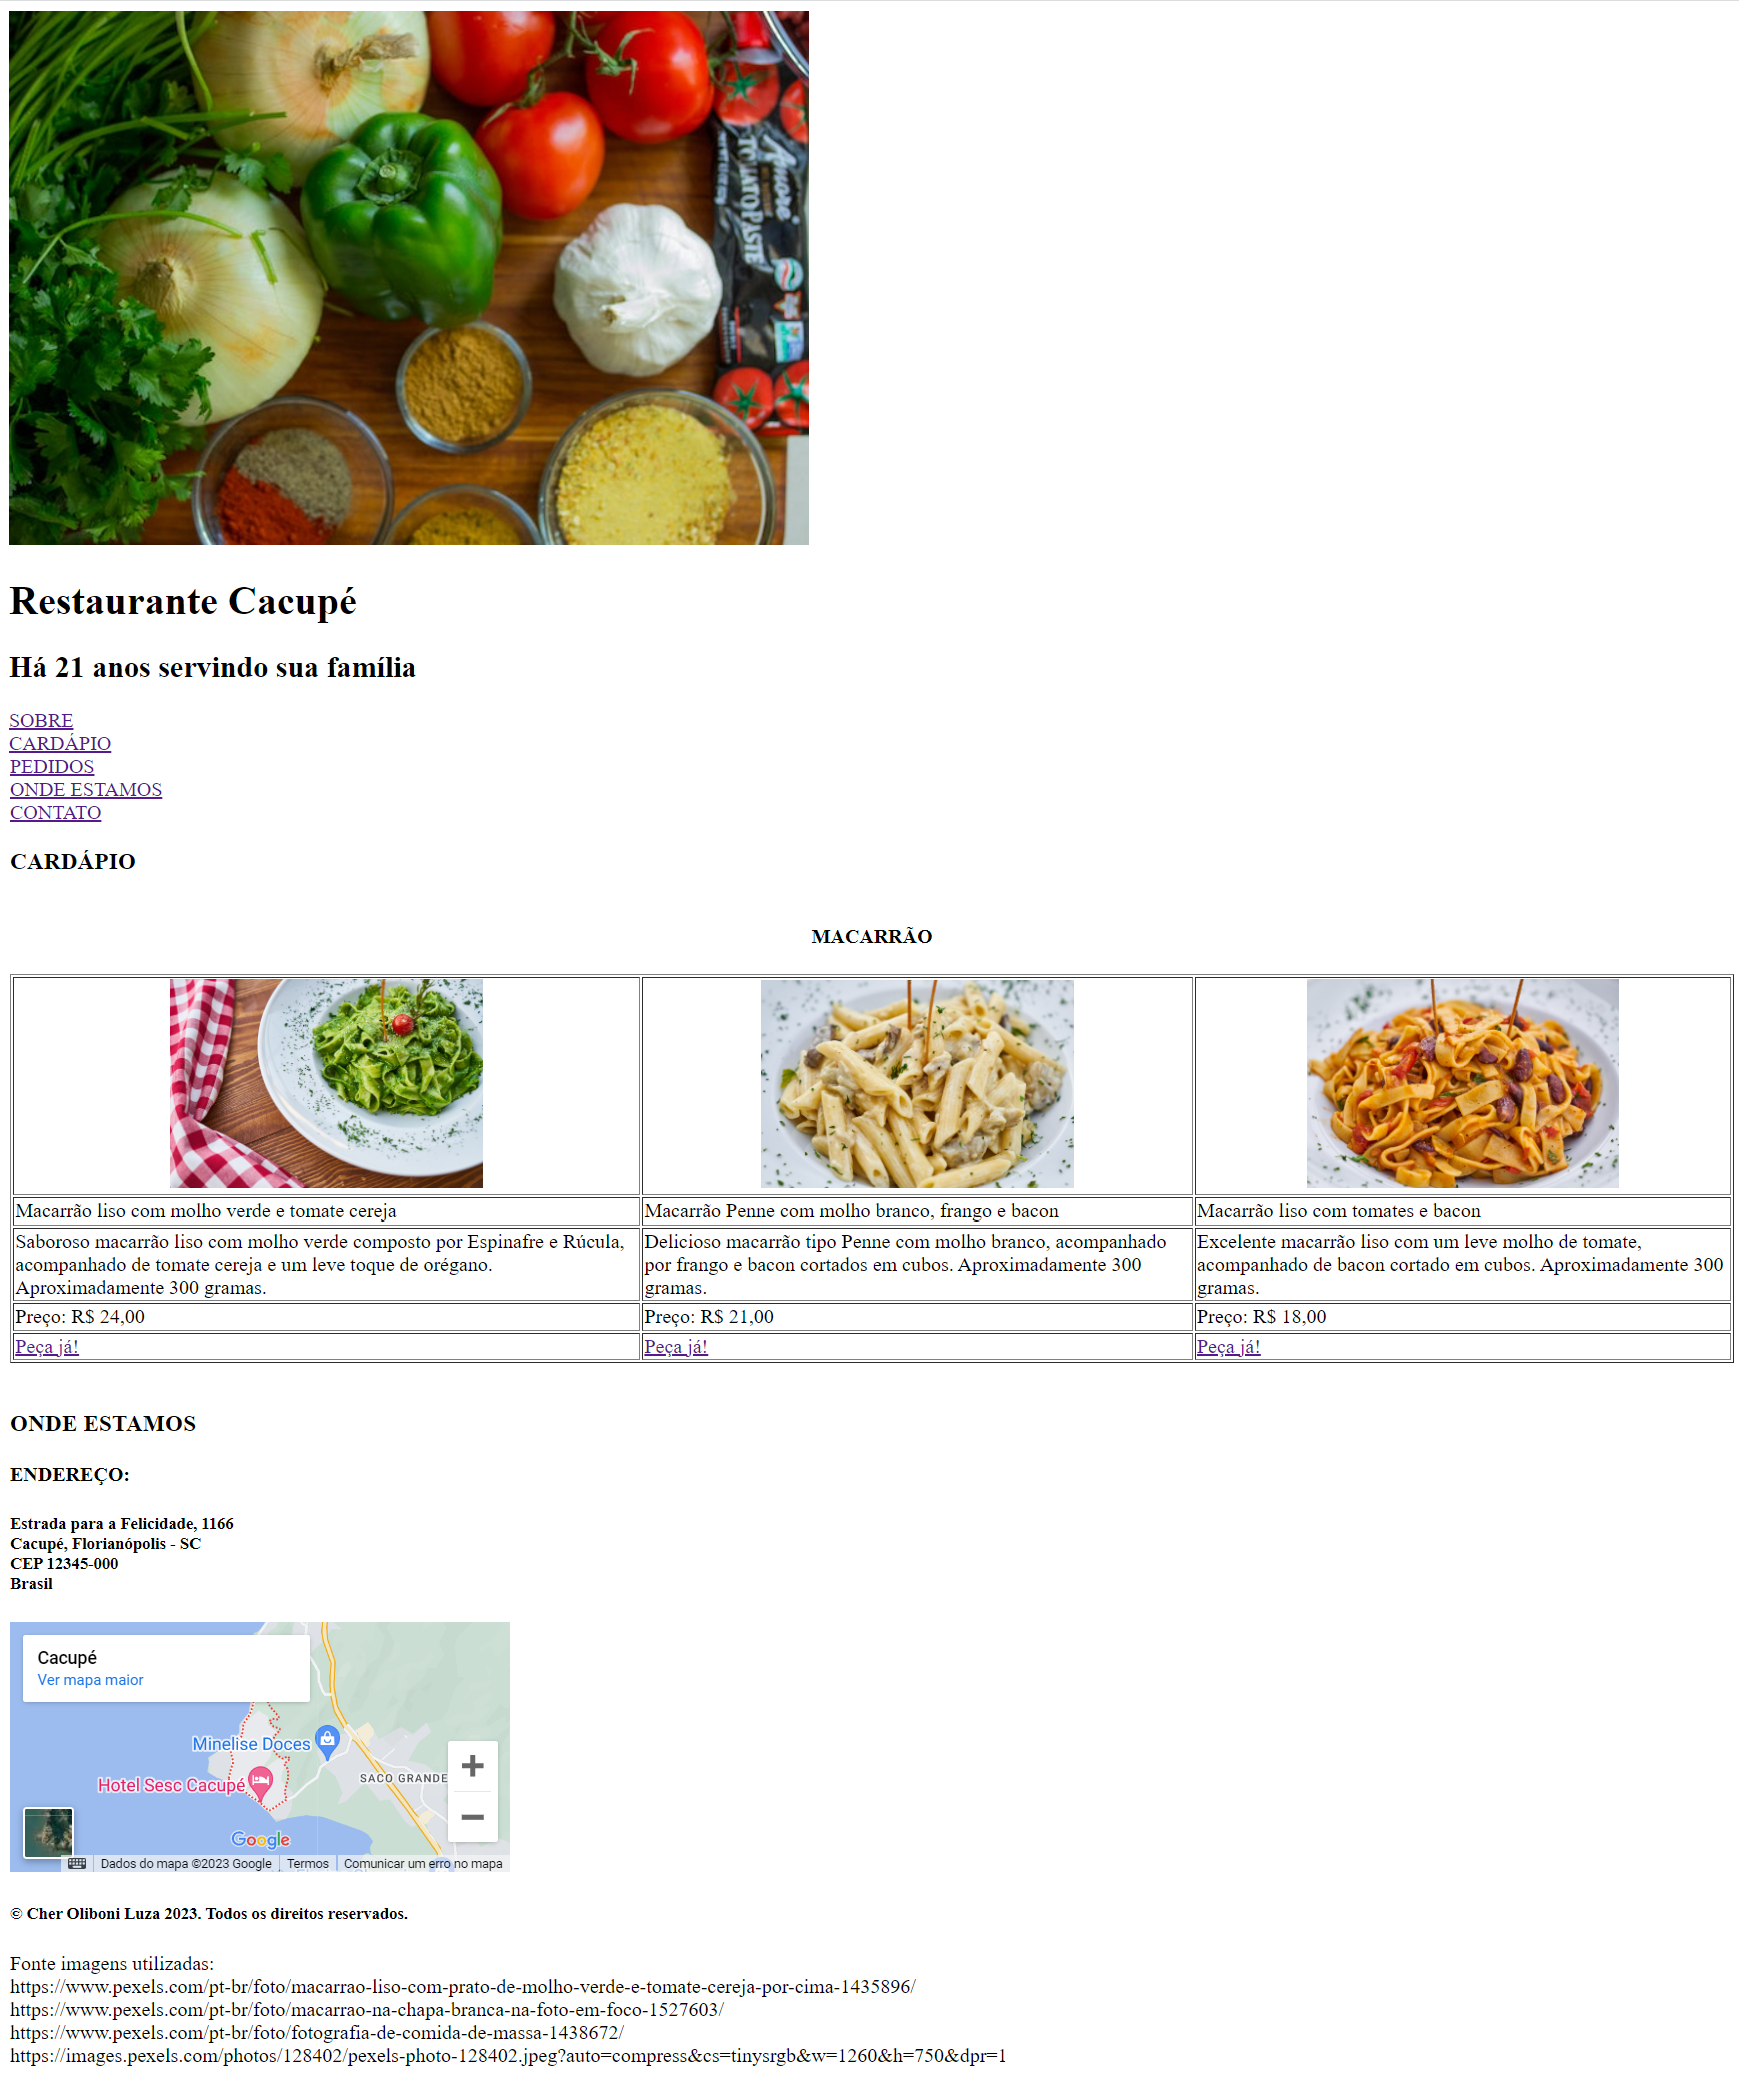 Amore
TOMATO PASTE
Restaurante Cacupé
Há 21 anos servindo sua família
SOBRE
CARDÁPIO
PEDIDOS
ONDE ESTAMOS
CONTATO
CARDÁPIO
MACARRÃO
Macarrão liso com molho verde e tomate cereja
Macarrão Penne com molho branco, frango e bacon
Macarrão liso com tomates e bacon
Saboroso macarrão liso com molho verde composto por Espinafre e Rúcula,
acompanhado de tomate cereja e um leve toque de orégano.
Aproximadamente 300 gramas.
Delicioso macarrão tipo Penne com molho branco, acompanhado
por frango e bacon cortados em cubos. Aproximadamente 300
gramas.
Excelente macarrão liso com um leve molho de tomate,
acompanhado de bacon cortado em cubos. Aproximadamente 300
gramas.
Preço: R$ 24,00
Preço: R$ 21,00
Preço: R$ 18,00
Peça já!
Peça já!
Peça já!
ONDE ESTAMOS
ENDEREÇO:
Estrada para a Felicidade, 1166
Cacupé, Florianópolis - SC
CEP 12345-000
Brasil
Cacupé
Ver mapa maior
Minelise Doces
SACO GRANDE
Hotel Sesc Cacupé
Google
Dados do mapa ©2023 Google
Termos
Comunicar um erro no mapa
© Cher Oliboni Luza 2023. Todos os direitos reservados.
Fonte imagens utilizadas:
https://www.pexels.com/pt-br/foto/macarrao-liso-com-prato-de-molho-verde-e-tomate-cereja-por-cima-1435896/
https://www.pexels.com/pt-br/foto/macarrao-na-chapa-branca-na-foto-em-foco-1527603/
https://www.pexels.com/pt-br/foto/fotografia-de-comida-de-massa-1438672/
https://images.pexels.com/photos/128402/pexels-photo-128402.jpeg?auto=compress&cs=tinysrgb&w=1260&h=750&dpr=1